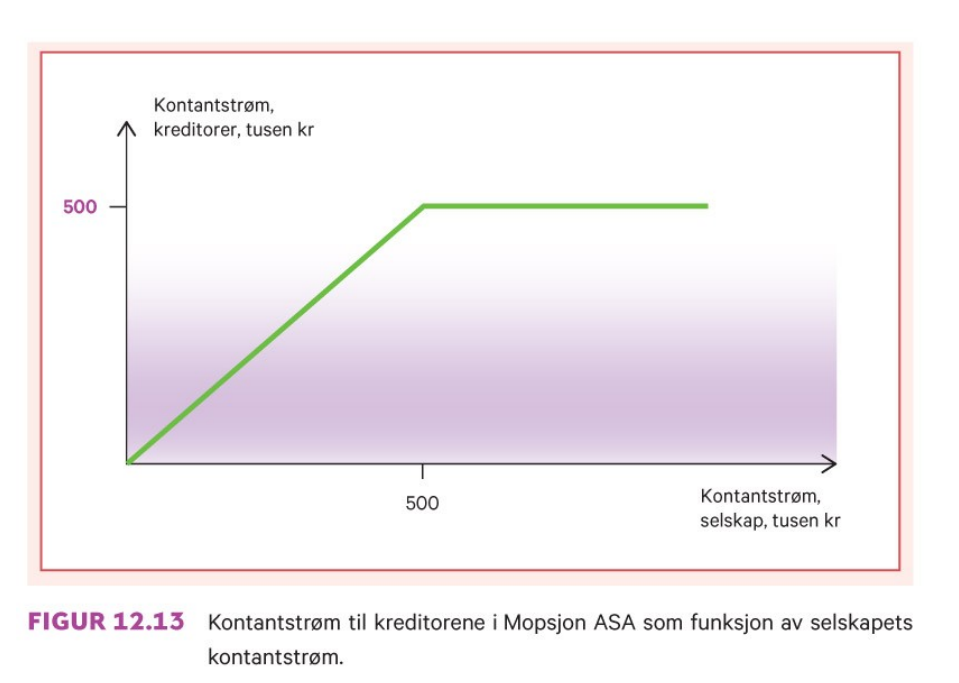 Kontantstrøm,
kreditorer, tusen kr
500
500
Kontantstrøm,
selskap, tusen kr
FIGUR 12.13 Kontantstrøm til kreditorene i Mopsjon ASA som funksjon av selskapets
kontantstrøm.